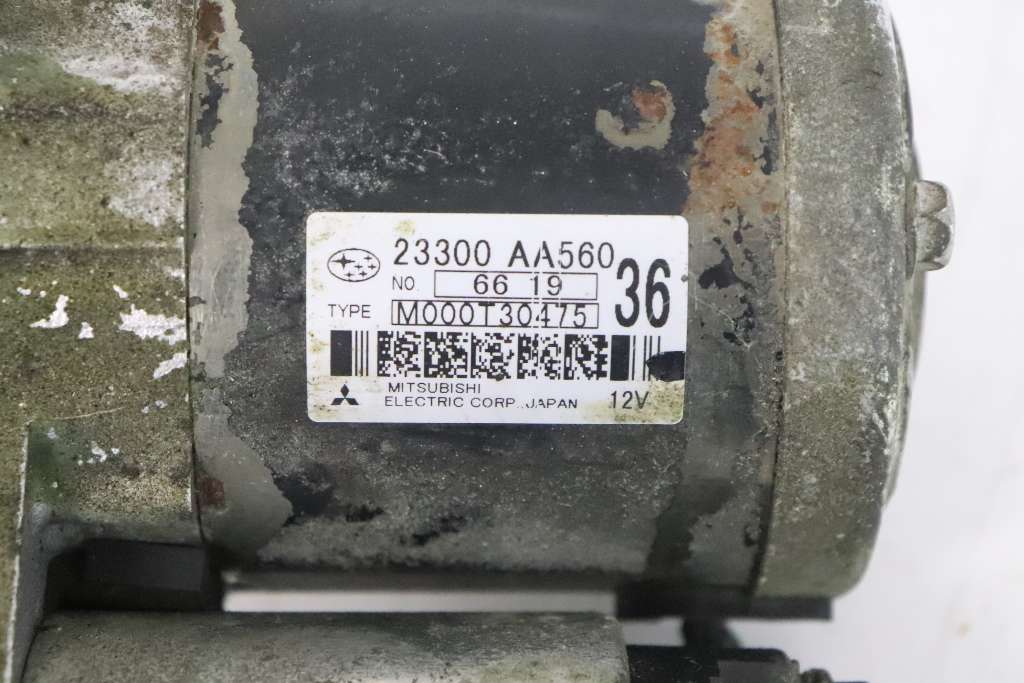 23300 AA560
NO. 66 19
36
TYPE M000T30475
MITSUBISHI
ELECTRIC CORP., JAPAN 12V